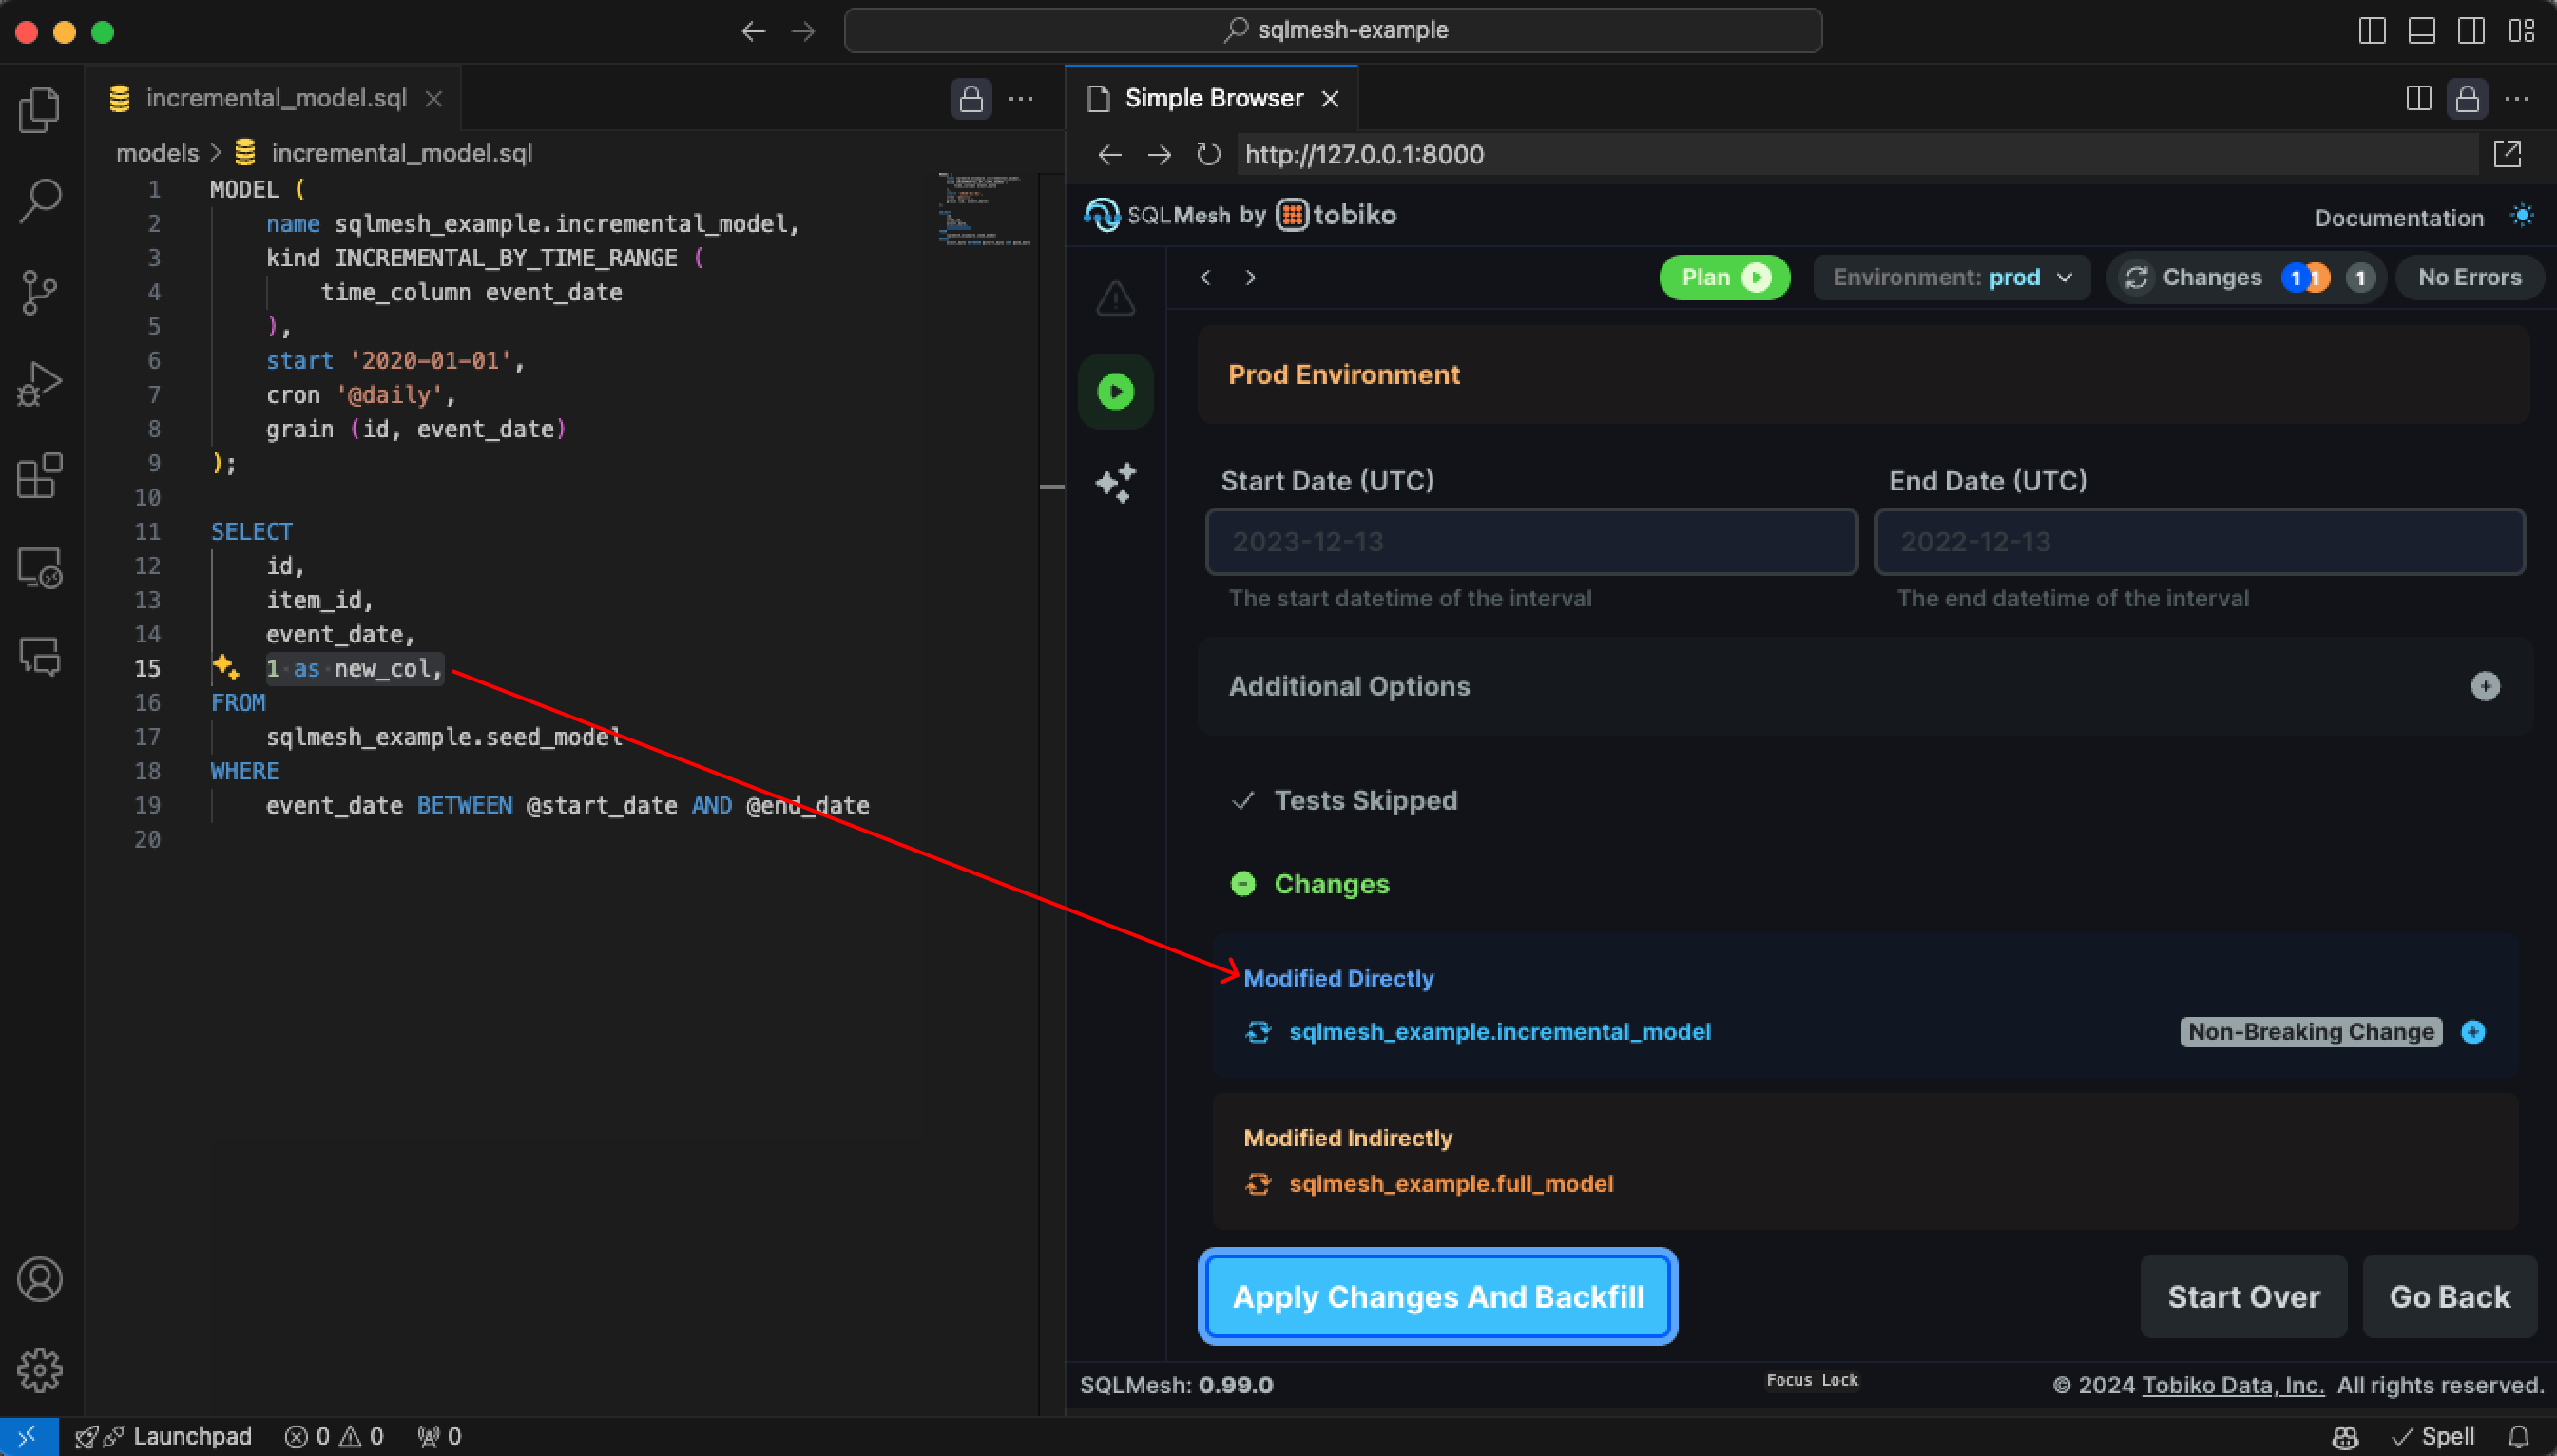 sqlmesh-example
incremental_model.sql
Simple Browser
models > incremental_model.sql
http://127.0.0.1:8000
1 MODEL (
2 name sqlmesh_example.incremental_model,
3 kind INCREMENTAL_BY_TIME_RANGE (
4 time_column event_date
5 ),
6 start '2020-01-01',
7 cron '@daily',
8 grain (id, event_date)
9 );
10
11 SELECT
12 id,
13 item_id,
14 event_date,
15 1 as new_col,
16 FROM
17 sqlmesh_example.seed_model
18 WHERE
19 event_date BETWEEN @start_date AND @end_date
20
SQLMesh by tobiko
Documentation
Plan
Environment: prod
Changes 1 1 1
No Errors
Prod Environment
Start Date (UTC)
End Date (UTC)
2023-12-13
2022-12-13
The start datetime of the interval
The end datetime of the interval
Additional Options
Tests Skipped
Changes
Modified Directly
sqlmesh_example.incremental_model
Non-Breaking Change
Modified Indirectly
sqlmesh_example.full_model
Apply Changes And Backfill
Start Over
Go Back
SQLMesh: 0.99.0
Focus Lock
© 2024 Tobiko Data, Inc. All rights reserved.
Launchpad
0 0
0
Spell